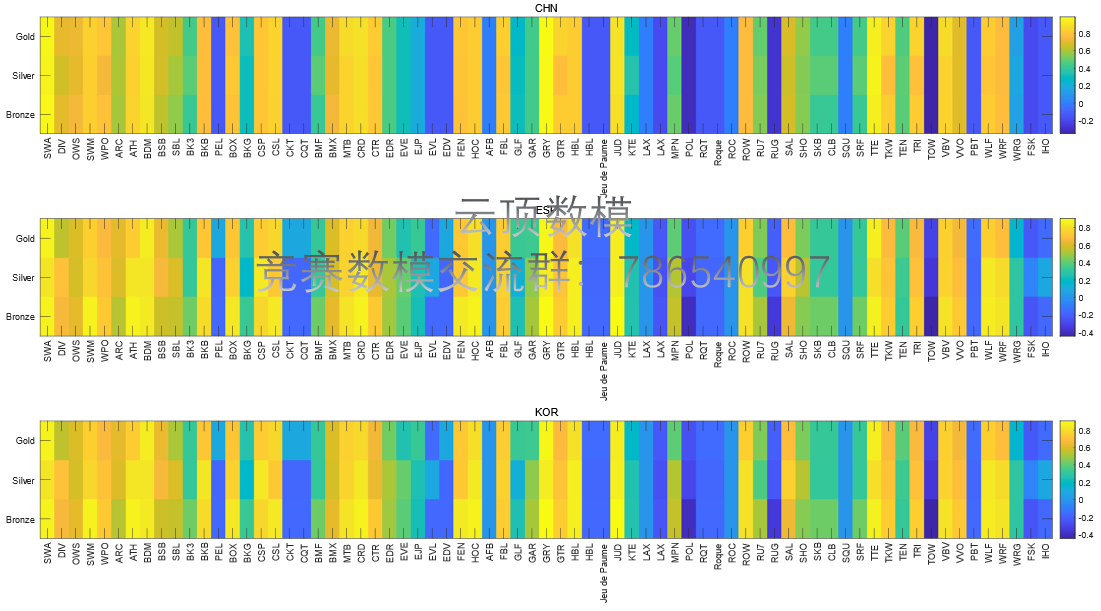 CHN
Gold
Silver
Bronze
0.8
0.6
0.4
0.2
0
-0.2
SWA DIV OWS SWM WPO ARC ATH BDM BSB SBL BK3 BKB PEL BOX BKG CSP CSL CKT CQT BMF BMX MTB CRD CTR EDR EVE EJP EVL EDV FEN HOC AFB FBL GLF GAR GRY GTR HBL HBL Jeu de Paume JUD KTE LAX LAX MPN POL RQT Roque ROC ROW RU7 RUG SAL SHO SKB CLB SQU SRF TTE TKW TEN TRI TOW VBV VVO PBT WLF WRF WRG FSK IHO
云顶数模
Gold
Silver
Bronze
竞赛数模交流群：786540997
0.8
0.6
0.4
0.2
0
-0.2
-0.4
SWA DIV OWS SWM WPO ARC ATH BDM BSB SBL BK3 BKB PEL BOX BKG CSP CSL CKT CQT BMF BMX MTB CRD CTR EDR EVE EJP EVL EDV FEN HOC AFB FBL GLF GAR GRY GTR HBL HBL Jeu de Paume JUD KTE LAX LAX MPN POL RQT Roque ROC ROW RU7 RUG SAL SHO SKB CLB SQU SRF TTE TKW TEN TRI TOW VBV VVO PBT WLF WRF WRG FSK IHO
KOR
Gold
Silver
Bronze
0.8
0.6
0.4
0.2
0
-0.2
-0.4
SWA DIV OWS SWM WPO ARC ATH BDM BSB SBL BK3 BKB PEL BOX BKG CSP CSL CKT CQT BMF BMX MTB CRD CTR EDR EVE EJP EVL EDV FEN HOC AFB FBL GLF GAR GRY GTR HBL HBL Jeu de Paume JUD KTE LAX LAX MPN POL RQT Roque ROC ROW RU7 RUG SAL SHO SKB CLB SQU SRF TTE TKW TEN TRI TOW VBV VVO PBT WLF WRF WRG FSK IHO